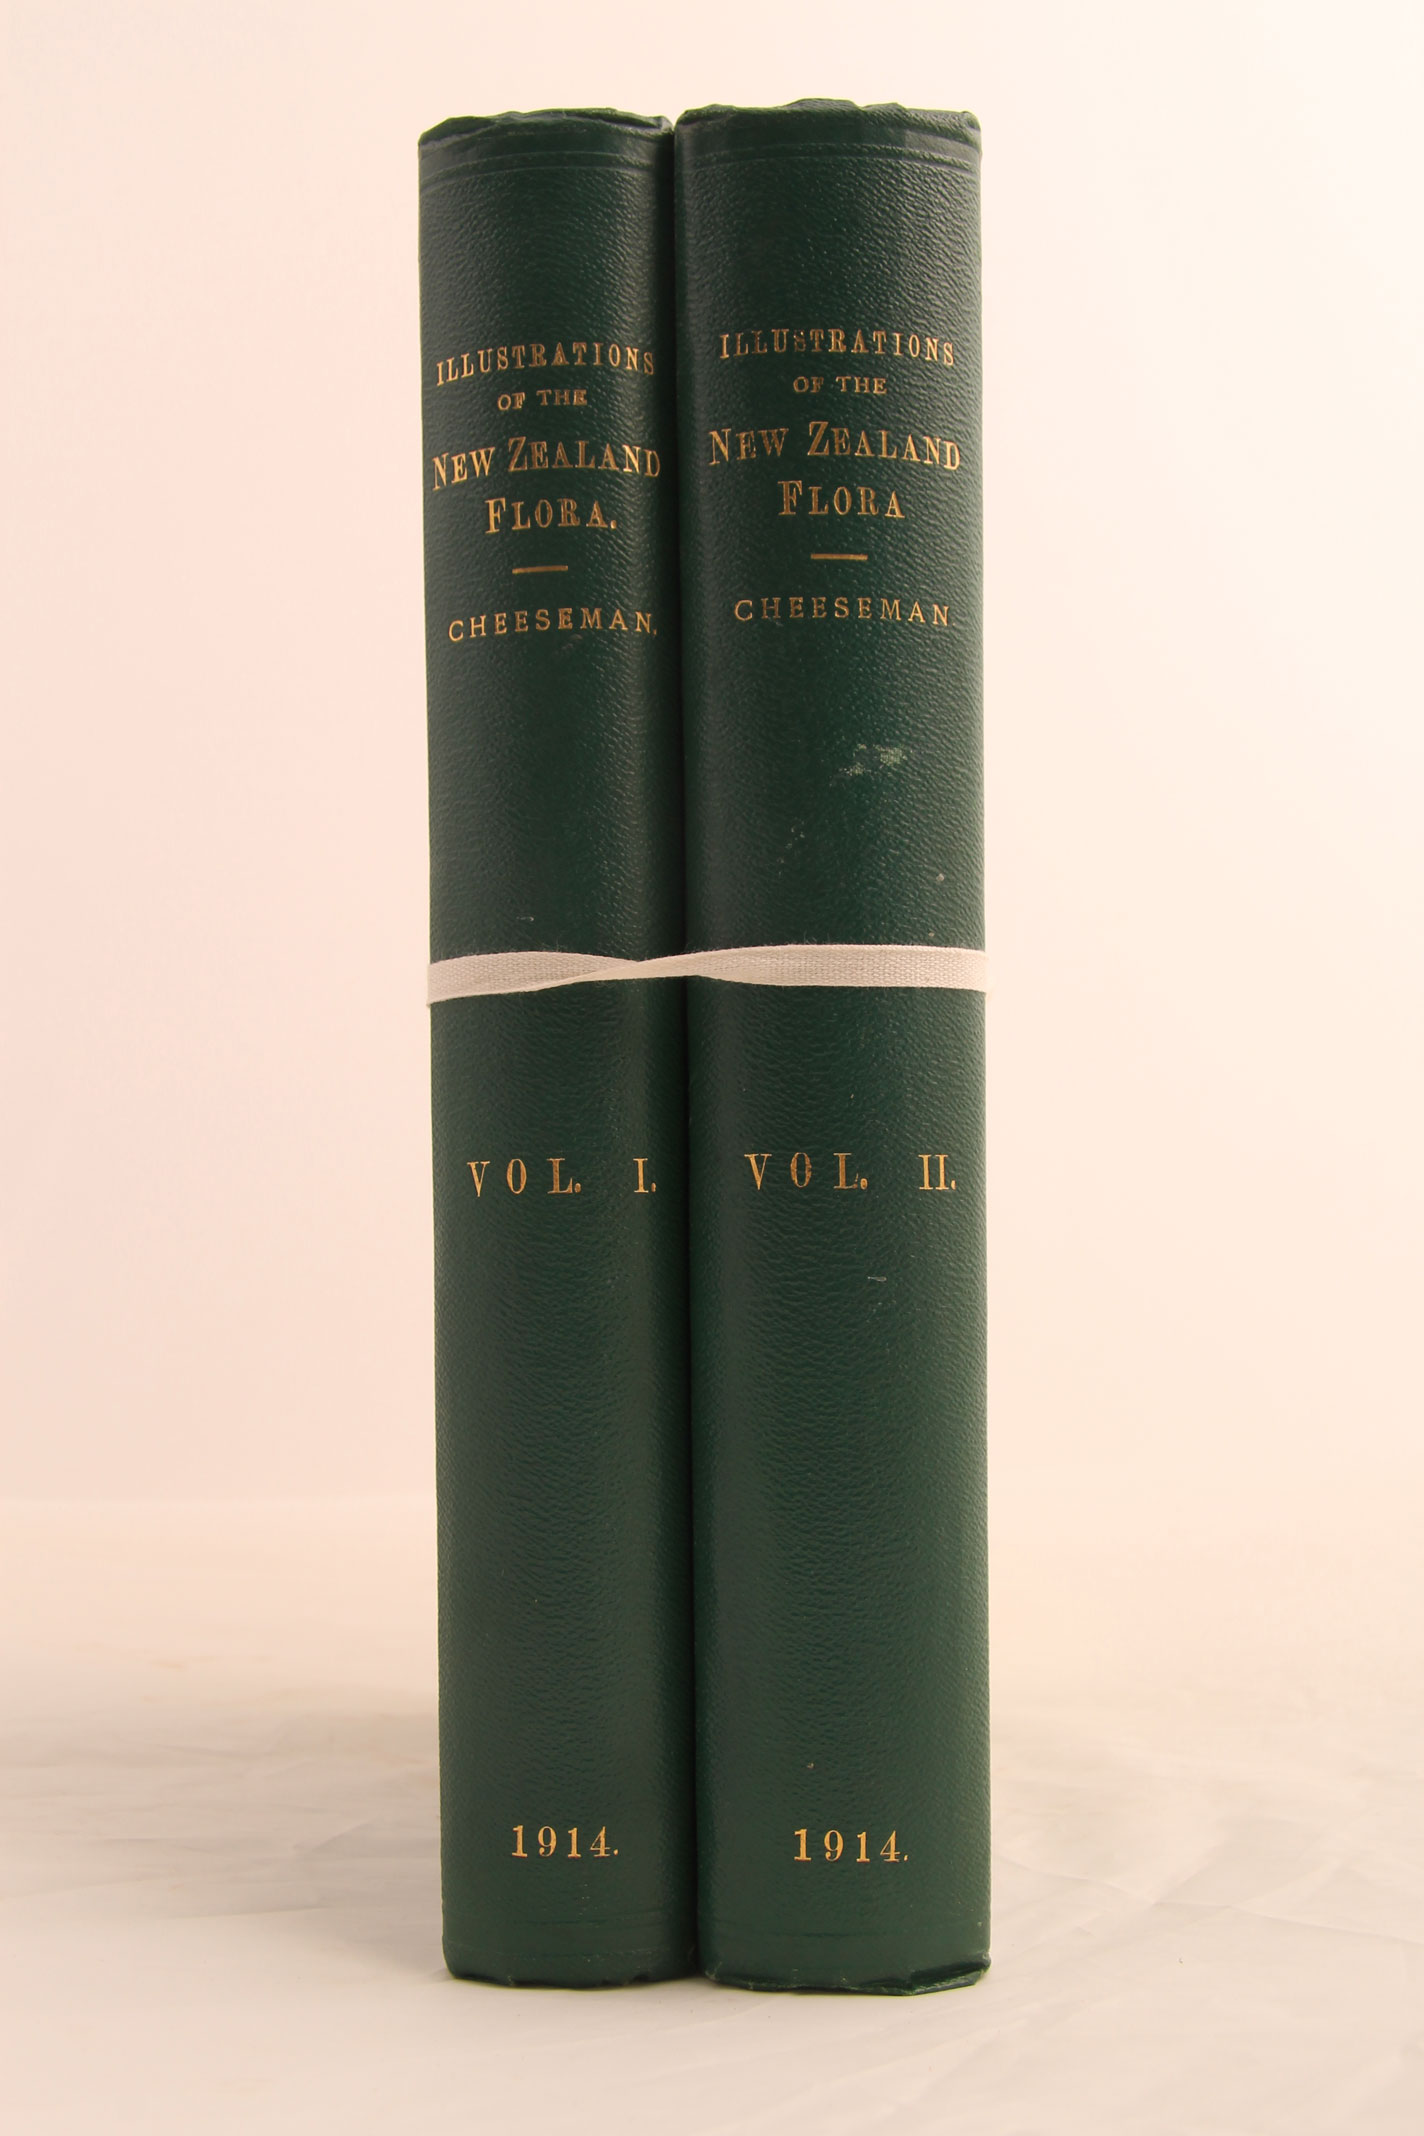 ILLUSTRATIONS
OF THE
NEW ZEALAND
FLORA.
CHEESEMAN.
VOL. I.
1914.
ILLUSTRATIONS
OF THE
NEW ZEALAND
FLORA
CHEESEMAN.
VOL. II.
1914.